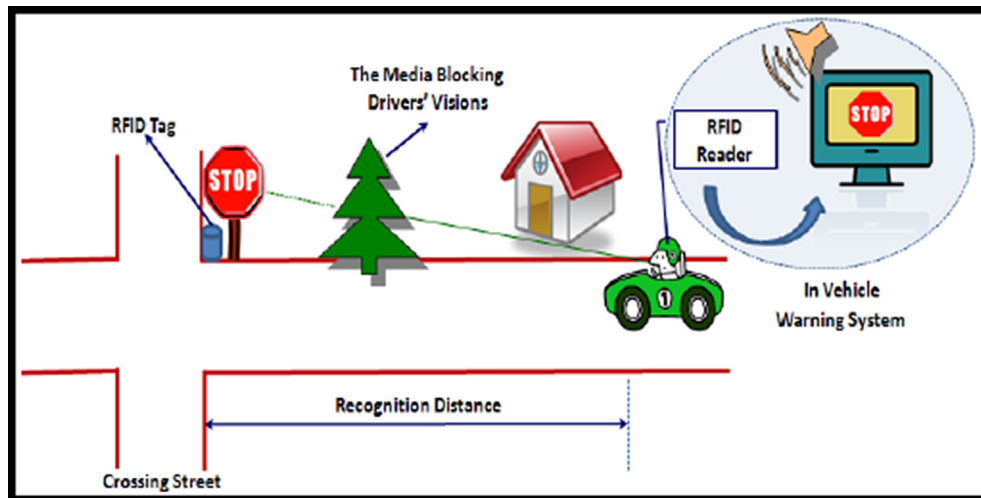 The Media Blocking
Drivers' Visions
RFID Tag
STOP
RFID
Reader
STOP
1
In Vehicle
Warning System
Recognition Distance
Crossing Street